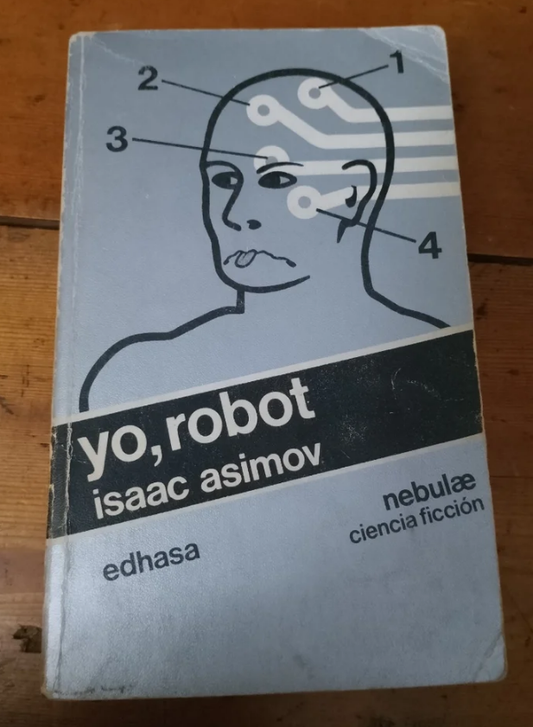 1
2
3
4
yo, robot
isaac asimov
nebulæ
ciencia ficción
edhasa